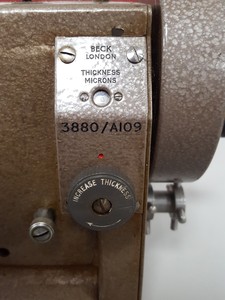 BECK
LONDON
THICKNESS
MICRONS
3880/A109
INCREASE THICKNESS